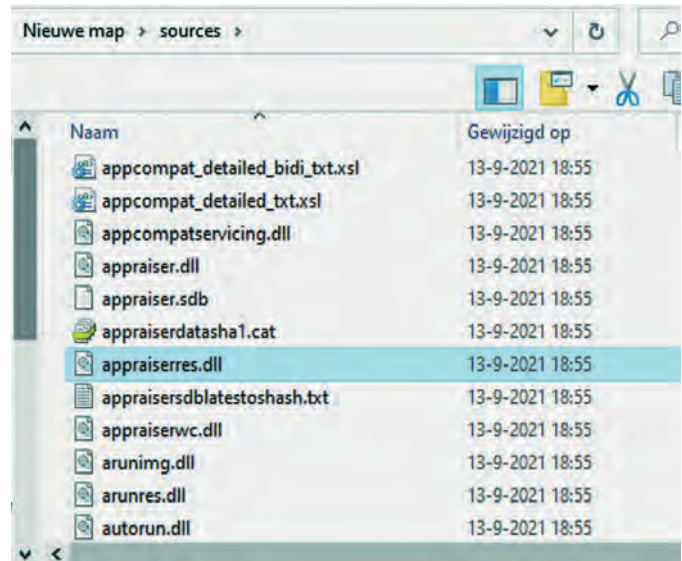 Nieuwe map > sources >
Naam Gewijzigd op
appcompat_detailed_bidi_txt.xsl 13-9-2021 18:55
appcompat_detailed_txt.xsl 13-9-2021 18:55
appcompatservicing.dll 13-9-2021 18:55
appraiser.dll 13-9-2021 18:55
appraiser.sdb 13-9-2021 18:55
appraiserdatasha1.cat 13-9-2021 18:55
appraiserres.dll 13-9-2021 18:55
appraisersdblatestoshash.txt 13-9-2021 18:55
appraiserwc.dll 13-9-2021 18:55
arunimg.dll 13-9-2021 18:55
arunres.dll 13-9-2021 18:55
autorun.dll 13-9-2021 18:55